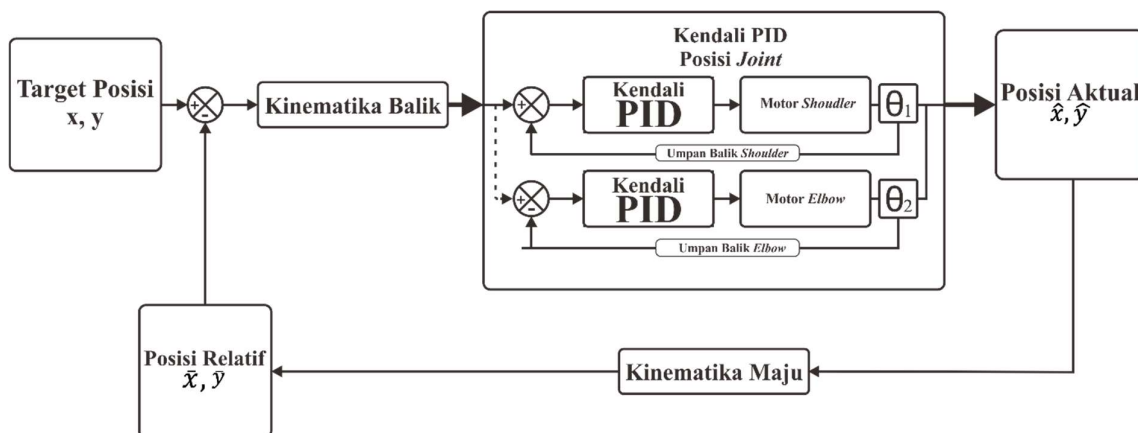 Kendali PID
Posisi Joint
Target Posisi
x, y
+
-
Kinematika Balik
+
-
Kendali
PID
Motor Shoudler
θ1
Umpan Balik Shoulder
+
-
Kendali
PID
Motor Elbow
θ2
Umpan Balik Elbow
Posisi Aktual
x̂, ŷ
Posisi Relatif
x̄, ȳ
Kinematika Maju